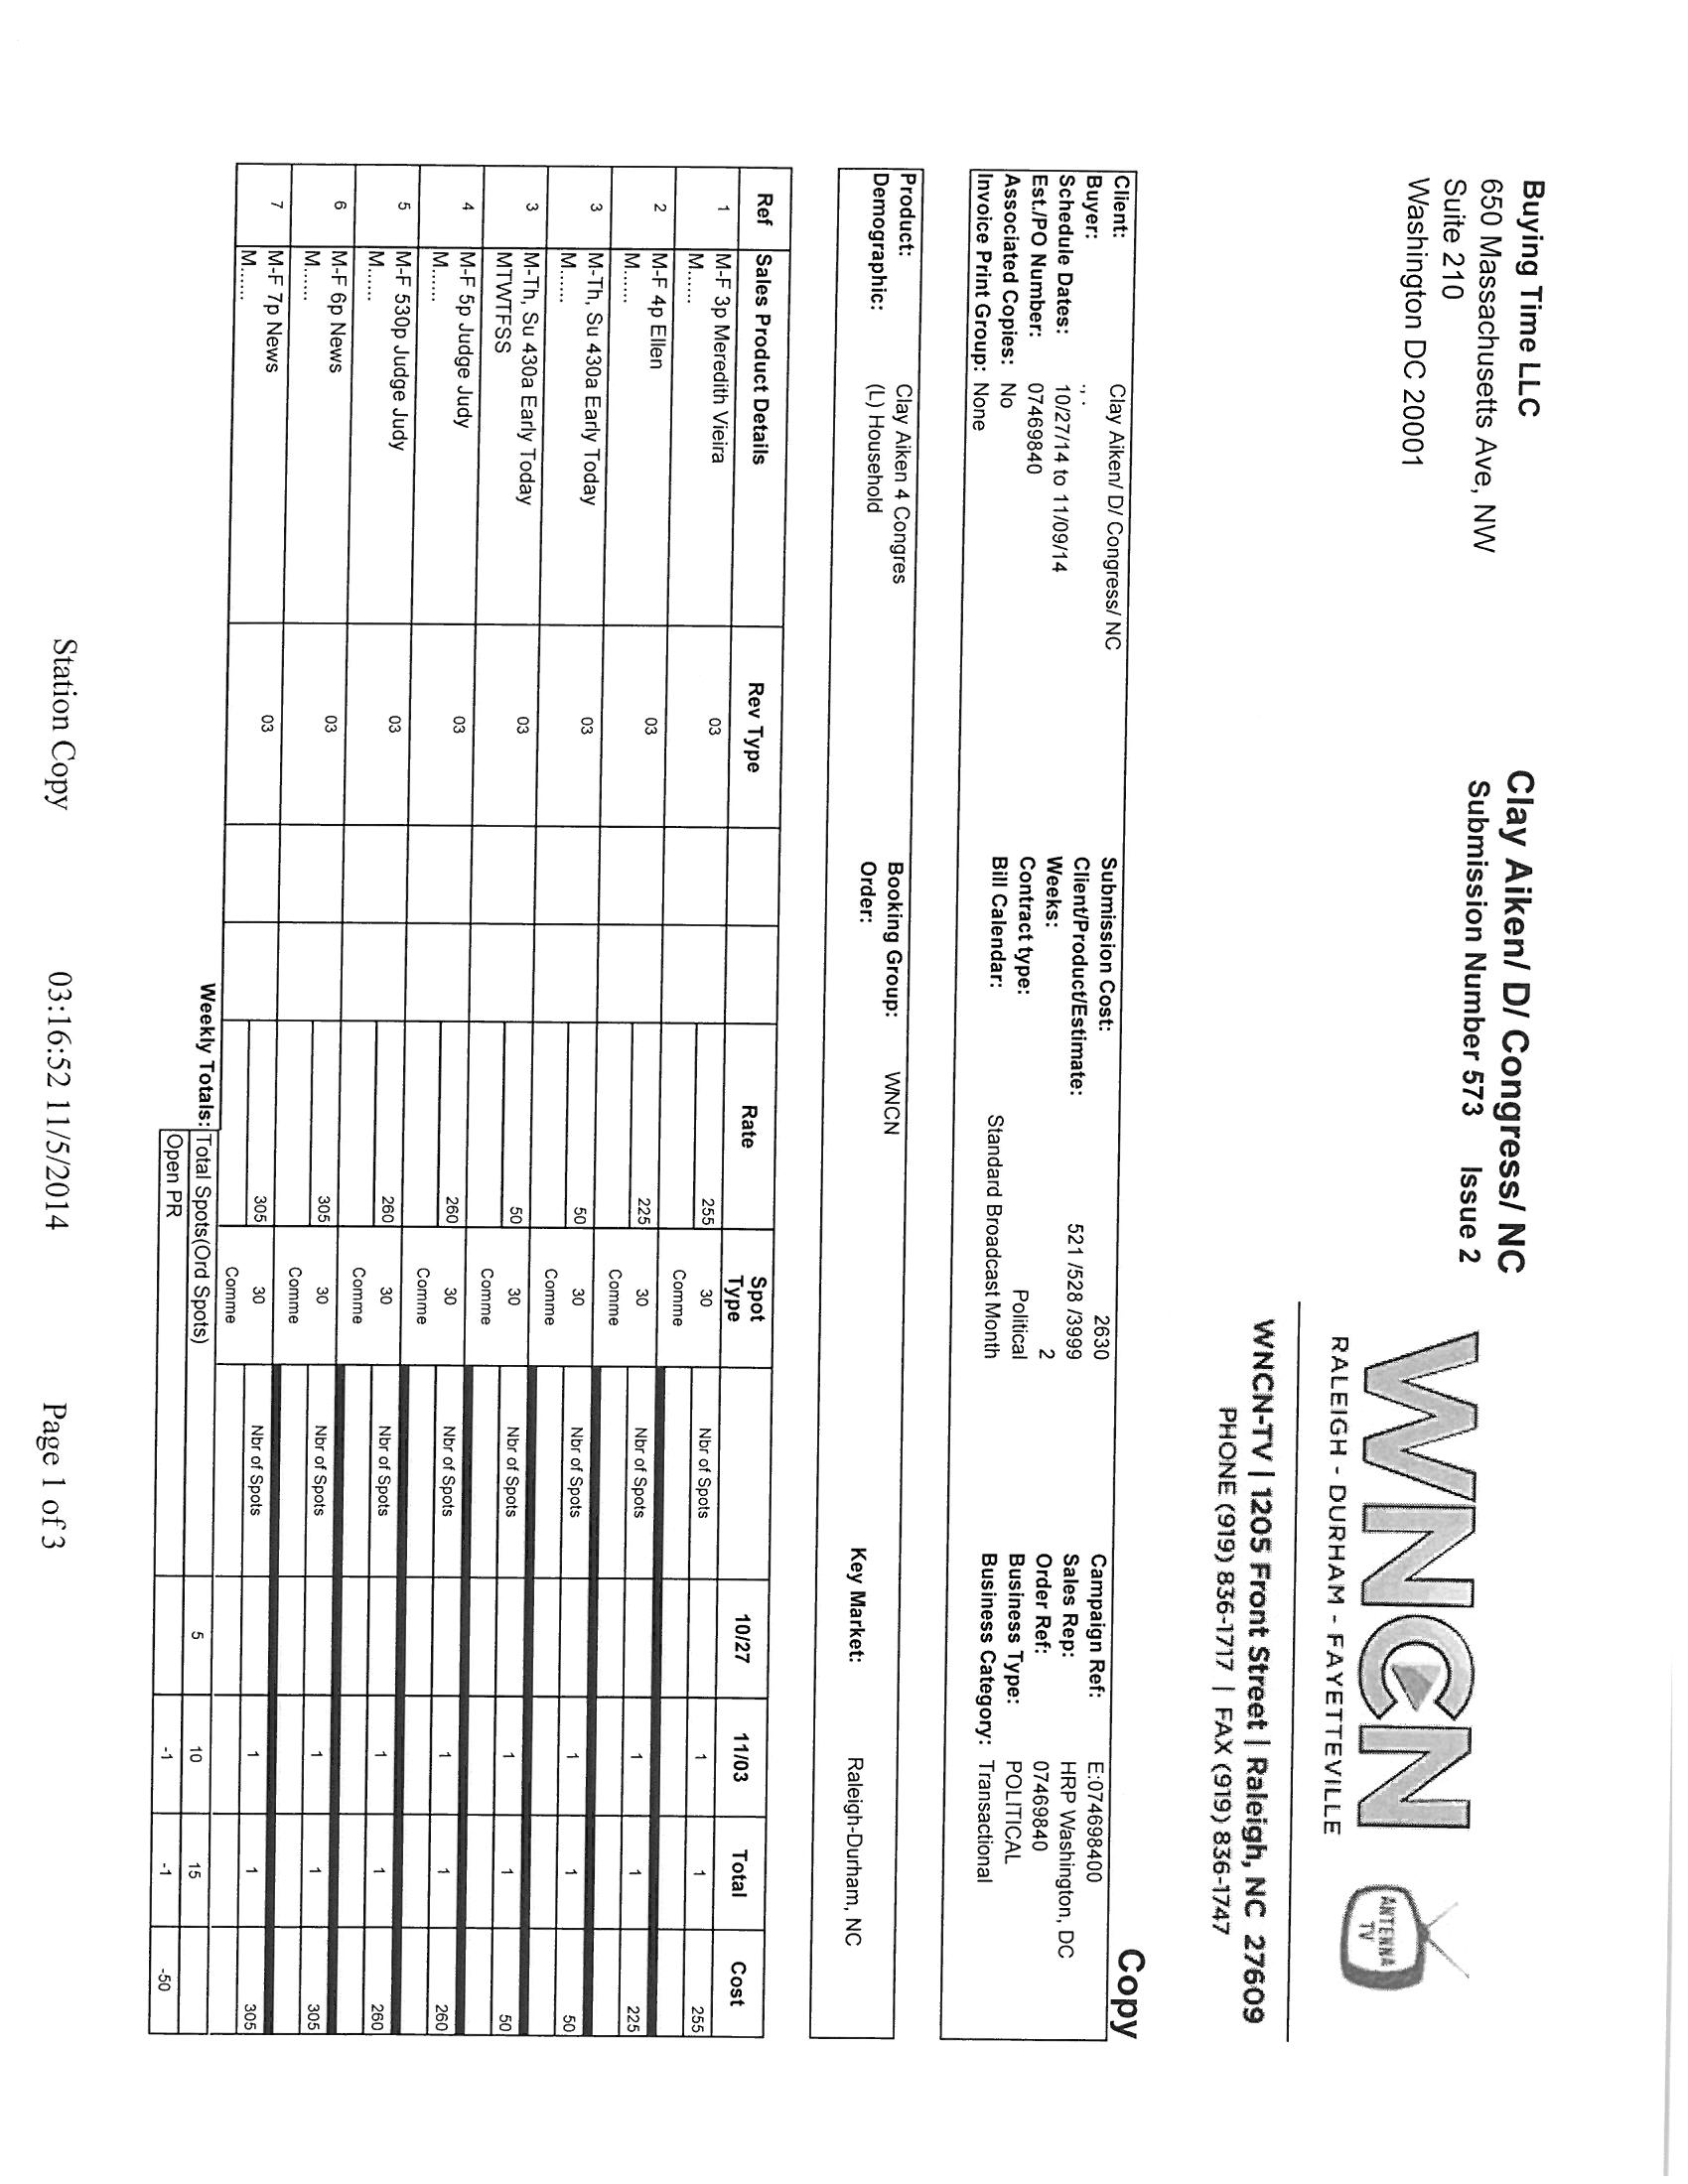 Buying Time LLC
650 Massachusetts Ave, NW
Suite 210
Washington DC 20001
Clay Aiken/ D/ Congress/ NC
Submission Number 573 Issue 2
WNCN
RALEIGH - DURHAM - FAYETTEVILLE
ANTENNA
TV
WNCN-TV | 1205 Front Street | Raleigh, NC 27609
PHONE (919) 836-1717 | FAX (919) 836-1747
Copy
Client: Clay Aiken/ D/ Congress/ NC Submission Cost: 2630 Campaign Ref: E:074698400
Buyer: ., . Client/Product/Estimate: 521 /528 /3999 Sales Rep: HRP Washington, DC
Schedule Dates: 10/27/14 to 11/09/14 Weeks: 2 Order Ref: 07469840
Est./PO Number: 07469840 Contract type: Political Business Type: POLITICAL
Associated Copies: No Bill Calendar: Standard Broadcast Month Business Category: Transactional
Invoice Print Group: None
Product: Clay Aiken 4 Congres Booking Group: WNCN
Demographic: (L) Household Order: Key Market: Raleigh-Durham, NC
Ref Sales Product Details Rev Type Rate Spot Type 10/27 11/03 Total Cost
1 M-F 3p Meredith Vieira 03 255 30 Nbr of Spots 1 1 255
M...... Comme
2 M-F 4p Ellen 03 225 30 Nbr of Spots 1 1 225
M...... Comme
3 M-Th, Su 430a Early Today 03 50 30 Nbr of Spots 1 1 50
M...... Comme
3 M-Th, Su 430a Early Today 03 50 30 Nbr of Spots 1 1 50
MTWTFSS Comme
4 M-F 5p Judge Judy 03 260 30 Nbr of Spots 1 1 260
M...... Comme
5 M-F 530p Judge Judy 03 260 30 Nbr of Spots 1 1 260
M...... Comme
6 M-F 6p News 03 305 30 Nbr of Spots 1 1 305
M...... Comme
7 M-F 7p News 03 305 30 Nbr of Spots 1 1 305
M...... Comme
Weekly Totals: Total Spots(Ord Spots) 5 10 15
Open PR -1 -1 -50
Station Copy 03:16:52 11/5/2014 Page 1 of 3